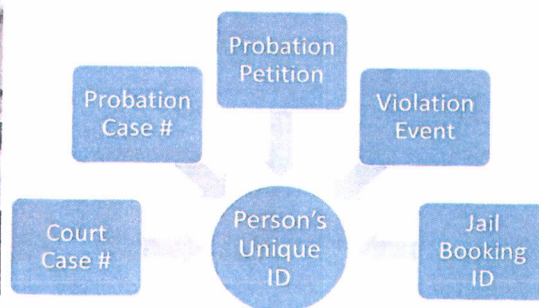 Probation
Petition
Probation
Case #
Violation
Event
Court
Case #
Person's
Unique
ID
Jail
Booking
ID